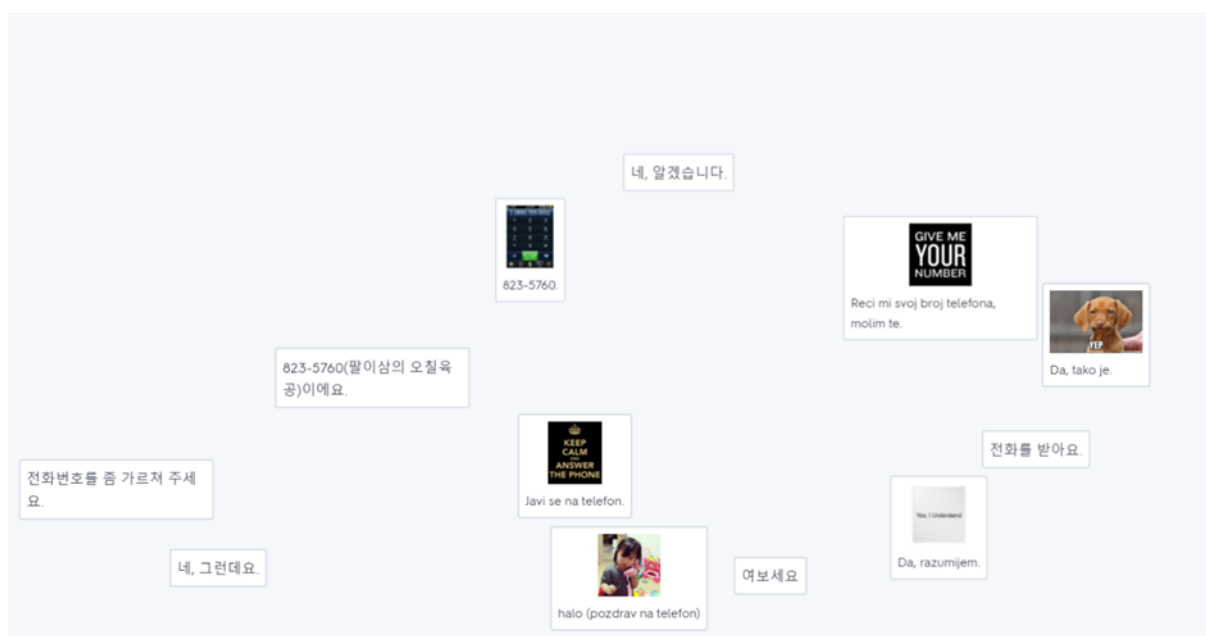 네, 알겠습니다.
823-5760.
GIVE ME
YOUR
NUMBER
Reci mi svoj broj telefona,
molim te.
YEP
Da, tako je.
823-5760(팔이삼의 오칠육
공)이에요.
KEEP
CALM
AND
ANSWER
THE PHONE
Javi se na telefon.
전화를 받아요.
전화번호를 좀 가르쳐 주세
요.
Yes, I Understand
Da, razumijem.
네, 그런데요.
여보세요
halo (pozdrav na telefon)